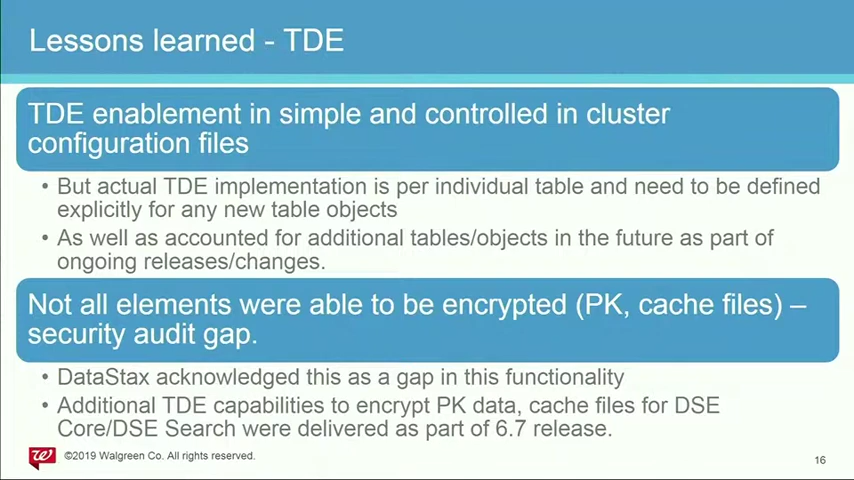 Lessons learned - TDE
TDE enablement in simple and controlled in cluster
configuration files
• But actual TDE implementation is per individual table and need to be defined
explicitly for any new table objects
• As well as accounted for additional tables/objects in the future as part of
ongoing releases/changes.
Not all elements were able to be encrypted (PK, cache files) –
security audit gap.
• DataStax acknowledged this as a gap in this functionality
• Additional TDE capabilities to encrypt PK data, cache files for DSE
Core/DSE Search were delivered as part of 6.7 release.
W
©2019 Walgreen Co. All rights reserved.
16